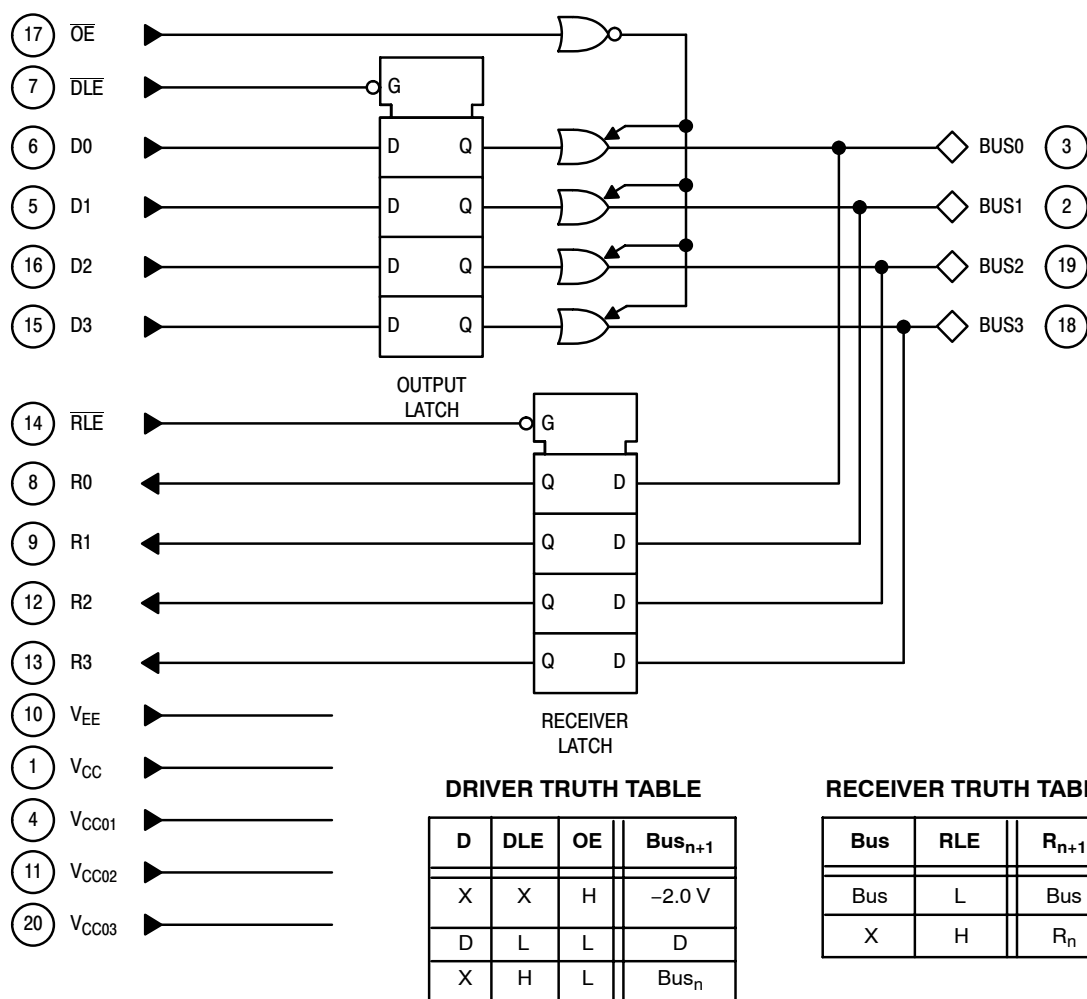 17 OE
7 DLE G
6 D0 D Q BUS0 3
5 D1 D Q BUS1 2
16 D2 D Q BUS2 19
15 D3 D Q BUS3 18
OUTPUT
LATCH
14 RLE G
8 R0 Q D
9 R1 Q D
12 R2 Q D
13 R3 Q D
RECEIVER
LATCH
10 VEE
1 VCC
4 VCC01
11 VCC02
20 VCC03
DRIVER TRUTH TABLE
D DLE OE Busn+1
X X H −2.0 V
D L L D
X H L Busn
RECEIVER TRUTH
Bus RLE Rn+1
Bus L Bus
X H Rn